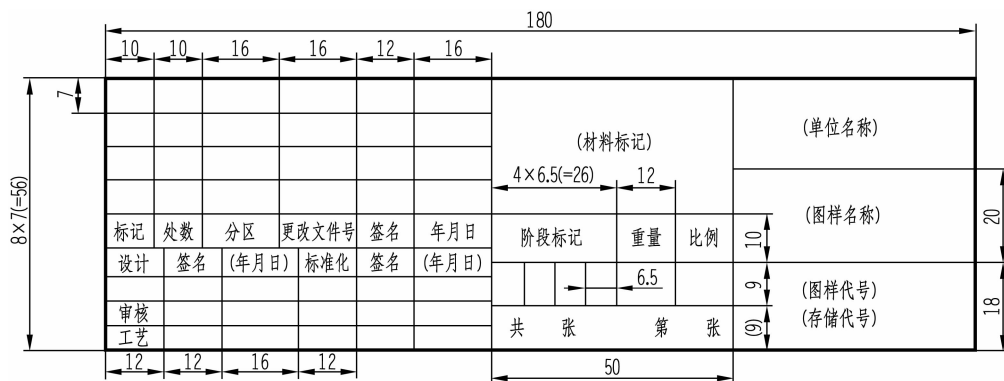 180
10 10 16 16 12 16
7
(单位名称)
(材料标记)
4×6.5(=26) 12
8×7(=56)
20
(图样名称)
标记 处数 分区 更改文件号 签名 年月日
阶段标记 重量 比例 10
设计 签名 (年月日) 标准化 签名 (年月日)
6.5 9
(图样代号)
18
审核
(存储代号)
工艺
共 张 第 张 (9)
12 12 16 12
50